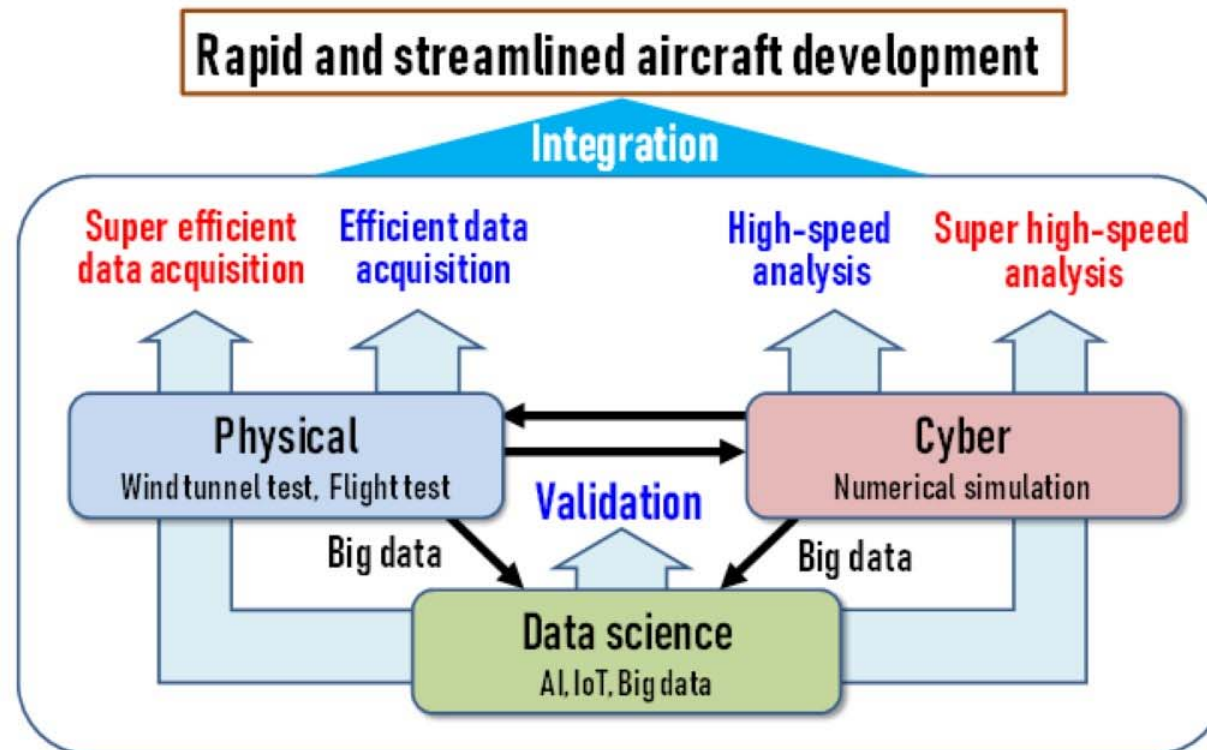 Rapid and streamlined aircraft development
Integration
Super efficient
data acquisition
Efficient data
acquisition
High-speed
analysis
Super high-speed
analysis
Physical
Wind tunnel test, Flight test
Cyber
Numerical simulation
Validation
Big data
Big data
Data science
AI, IoT, Big data